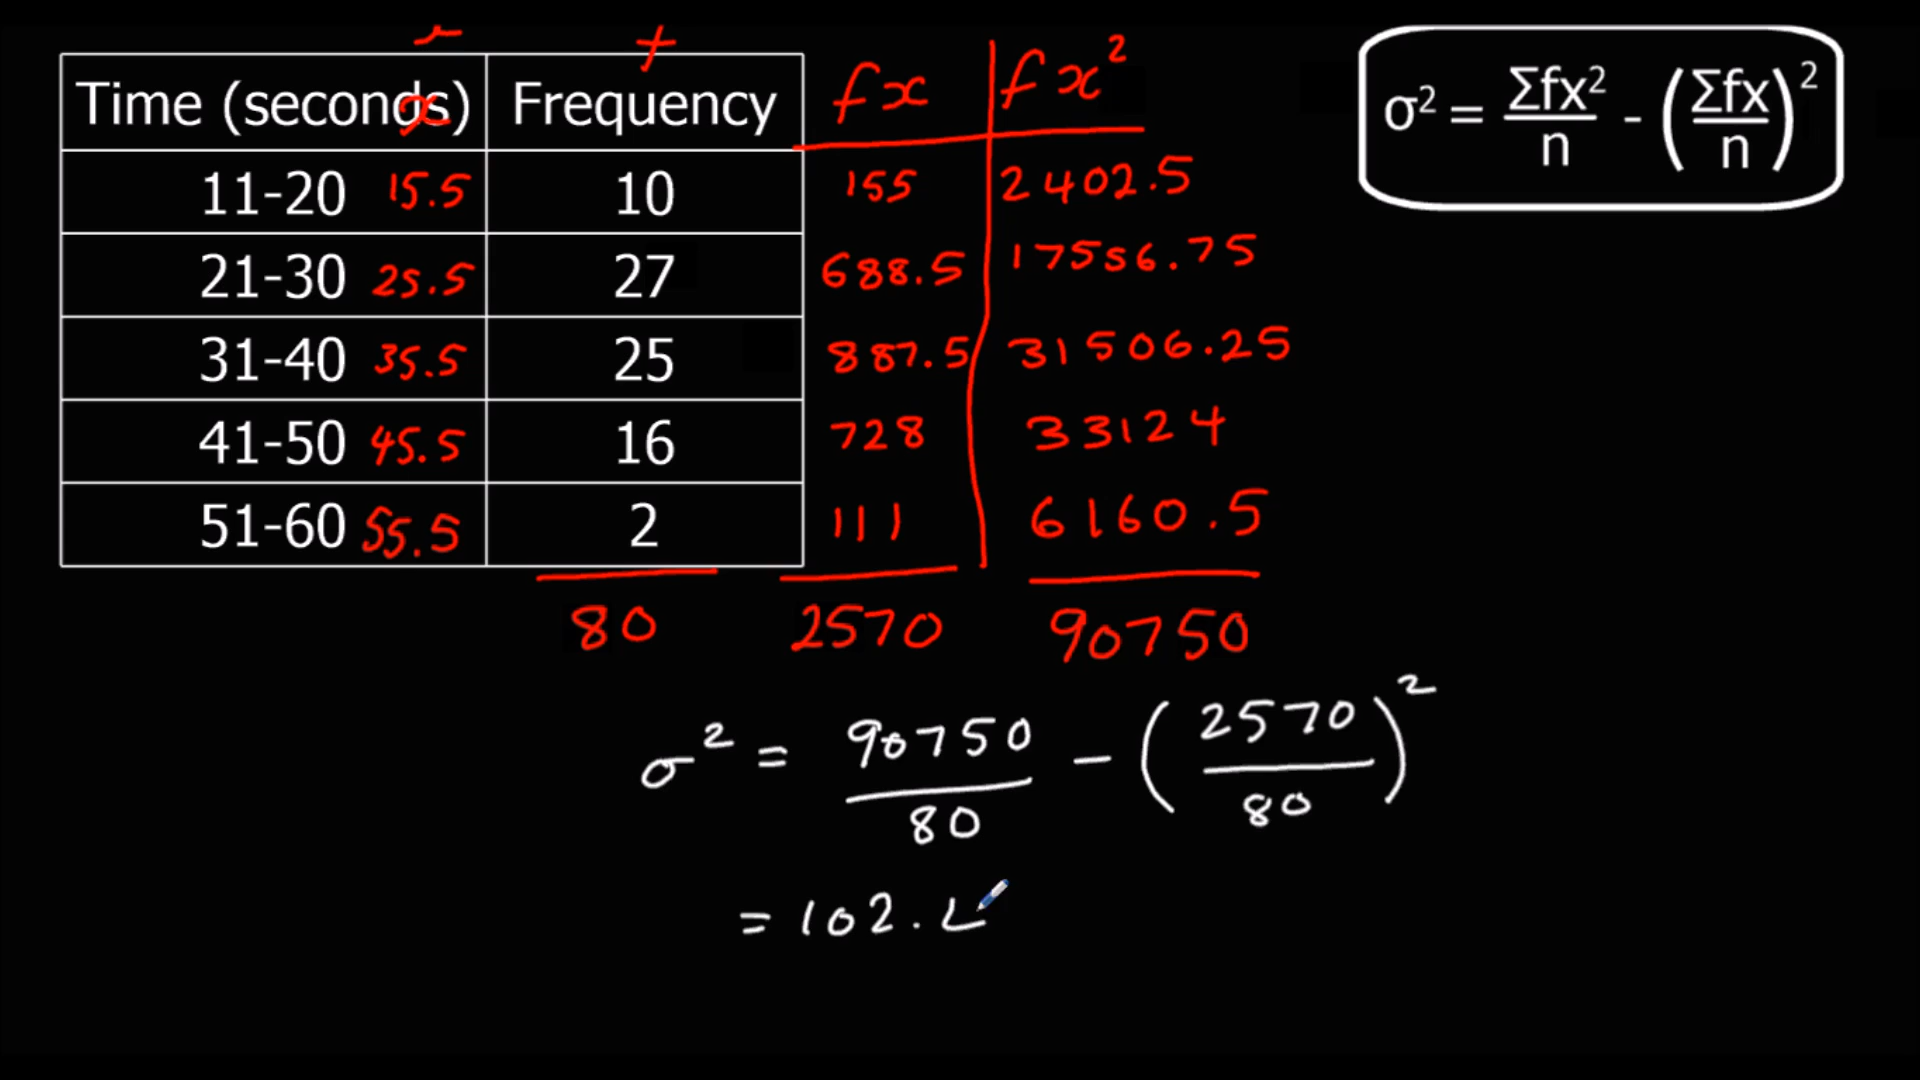 x f
Time (seconds) x Frequency fx fx²
11-20 15.5 10 155 2402.5
21-30 25.5 27 688.5 17556.75
31-40 35.5 25 887.5 31506.25
41-50 45.5 16 728 33124
51-60 55.5 2 111 6160.5
80 2570 90750
σ² = Σfx²/n - (Σfx/n)²
σ² = 90750/80 - (2570/80)²
= 102.